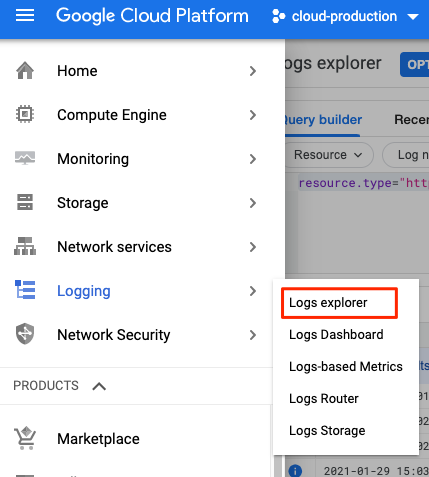 Google Cloud Platform
cloud-production
Home
Compute Engine
Monitoring
Storage
Network services
Logging
Network Security
PRODUCTS
Marketplace
ogs explorer
OPT
Query builder
Recen
Resource
Log n
resource.type="ht
Logs explorer
Logs Dashboard
Logs-based Metrics
Logs Router
Logs Storage
2021-01-29 15:03